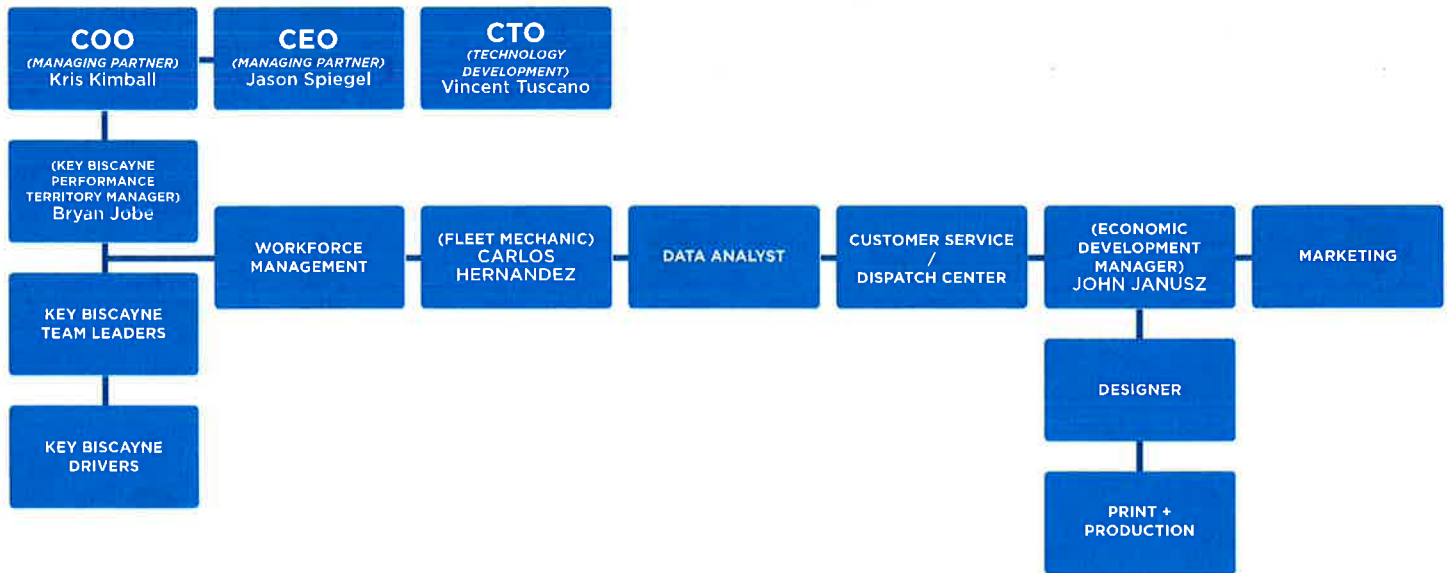 COO
(MANAGING PARTNER)
Kris Kimball
CEO
(MANAGING PARTNER)
Jason Spiegel
CTO
(TECHNOLOGY
DEVELOPMENT)
Vincent Tuscano
(KEY BISCAYNE
PERFORMANCE
TERRITORY MANAGER)
Bryan Jobe
WORKFORCE
MANAGEMENT
(FLEET MECHANIC)
CARLOS
HERNANDEZ
DATA ANALYST
CUSTOMER SERVICE
/
DISPATCH CENTER
(ECONOMIC
DEVELOPMENT
MANAGER)
JOHN JANUSZ
MARKETING
KEY BISCAYNE
TEAM LEADERS
DESIGNER
KEY BISCAYNE
DRIVERS
PRINT +
PRODUCTION